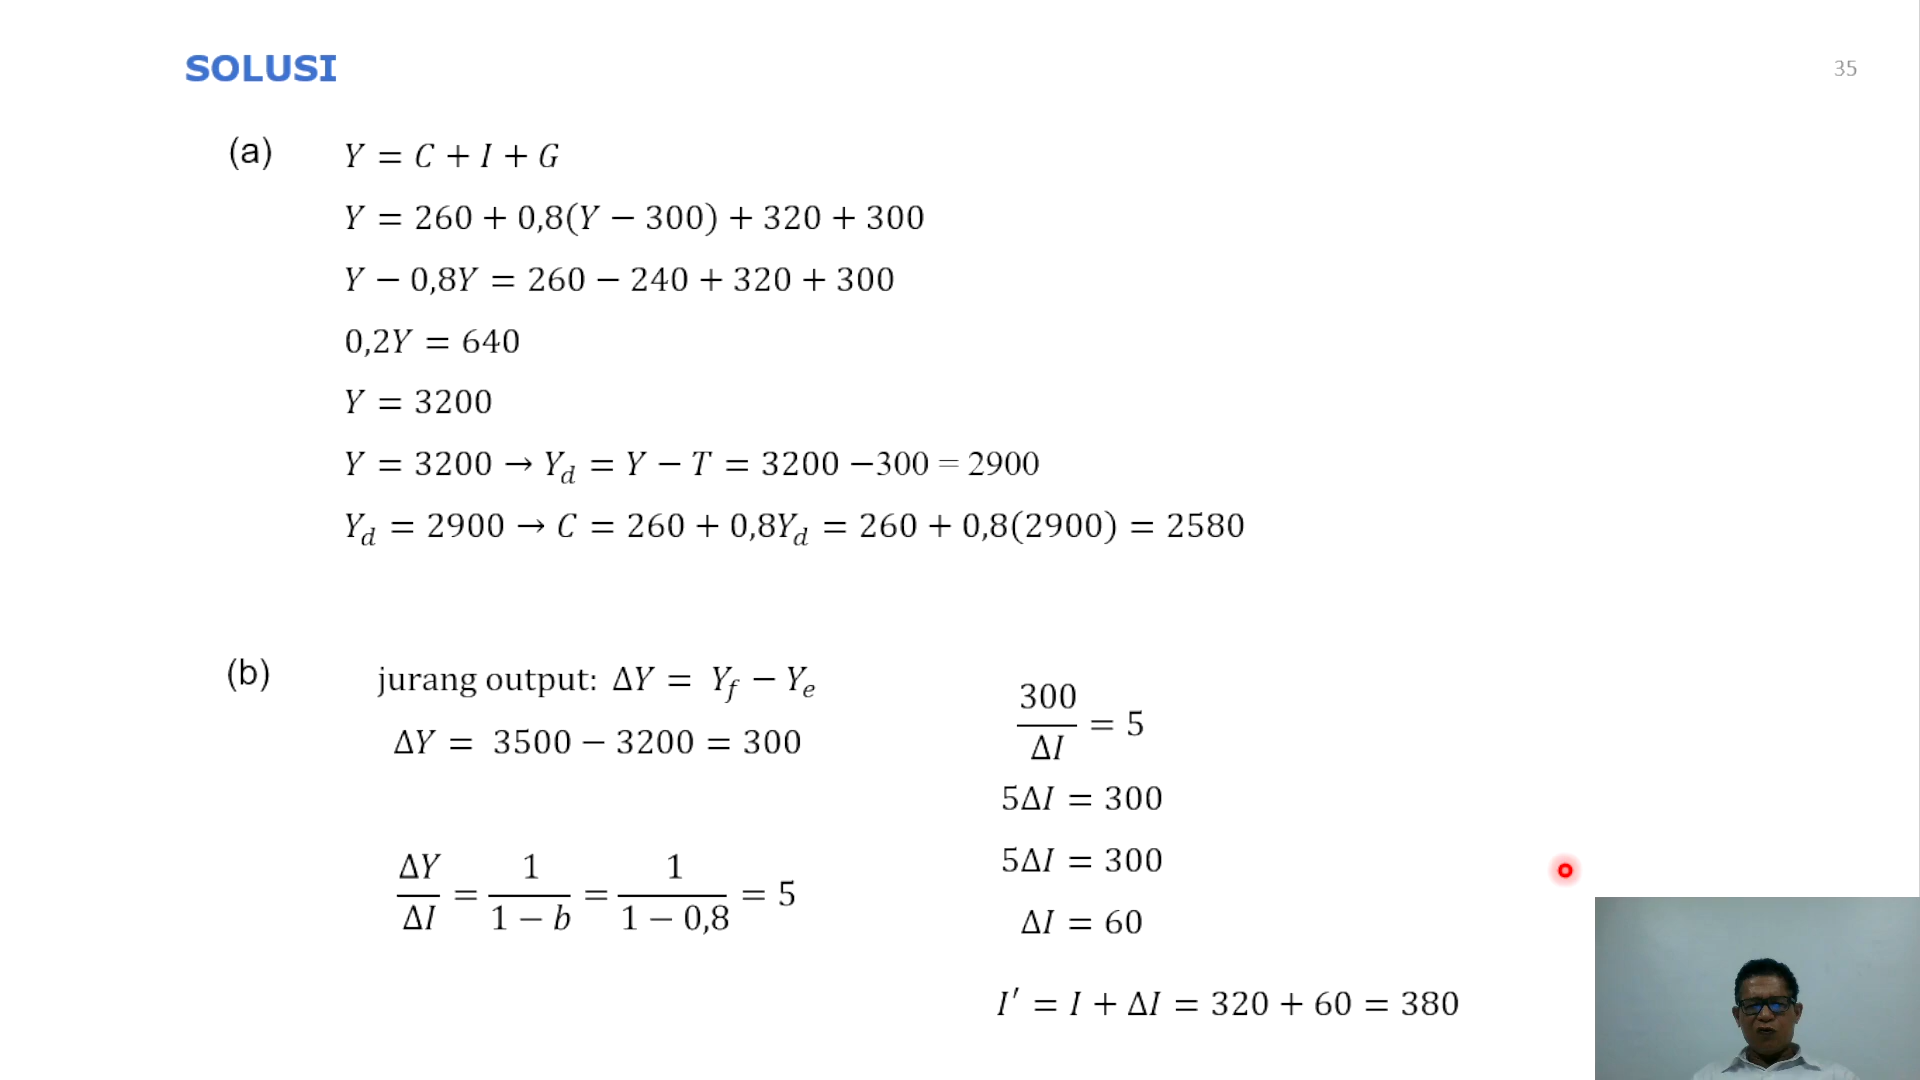 SOLUSI
35
(a)
Y = C + I + G
Y = 260 + 0,8(Y − 300) + 320 + 300
Y − 0,8Y = 260 − 240 + 320 + 300
0,2Y = 640
Y = 3200
Y = 3200 → Y_d = Y − T = 3200 −300 = 2900
Y_d = 2900 → C = 260 + 0,8Y_d = 260 + 0,8(2900) = 2580
(b)
jurang output: ΔY = Y_f − Y_e
ΔY = 3500 − 3200 = 300
ΔY/ΔI = 1/(1 − b) = 1/(1 − 0,8) = 5
300/ΔI = 5
5ΔI = 300
5ΔI = 300
ΔI = 60
I′ = I + ΔI = 320 + 60 = 380